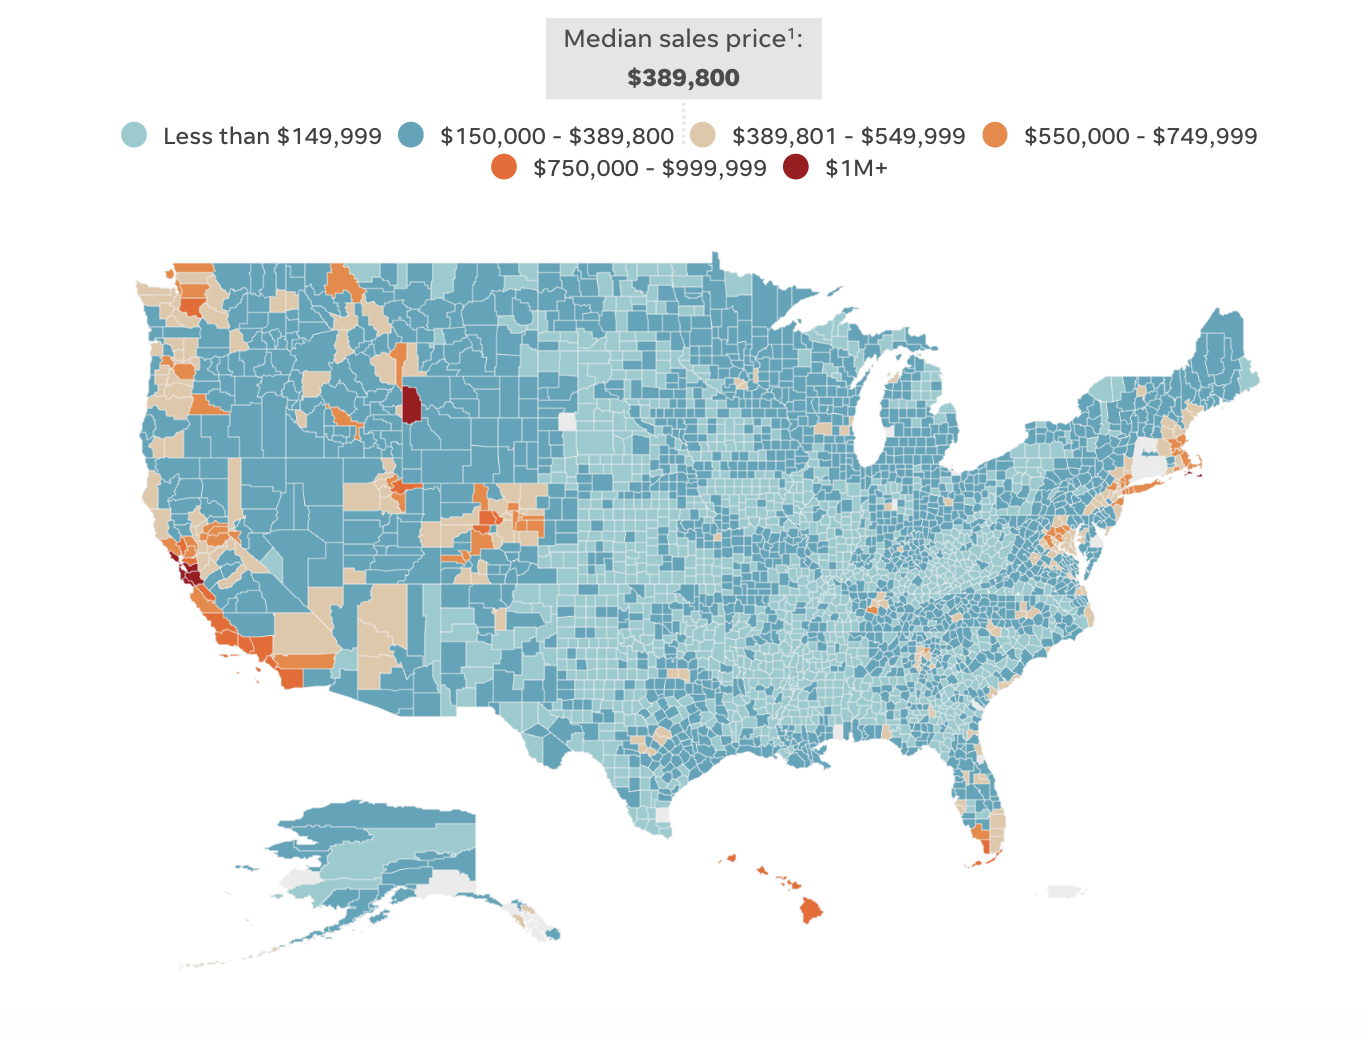 Median sales price¹:
$389,800
Less than $149,999 $150,000 - $389,800 $389,801 - $549,999 $550,000 - $749,999
$750,000 - $999,999 $1M+